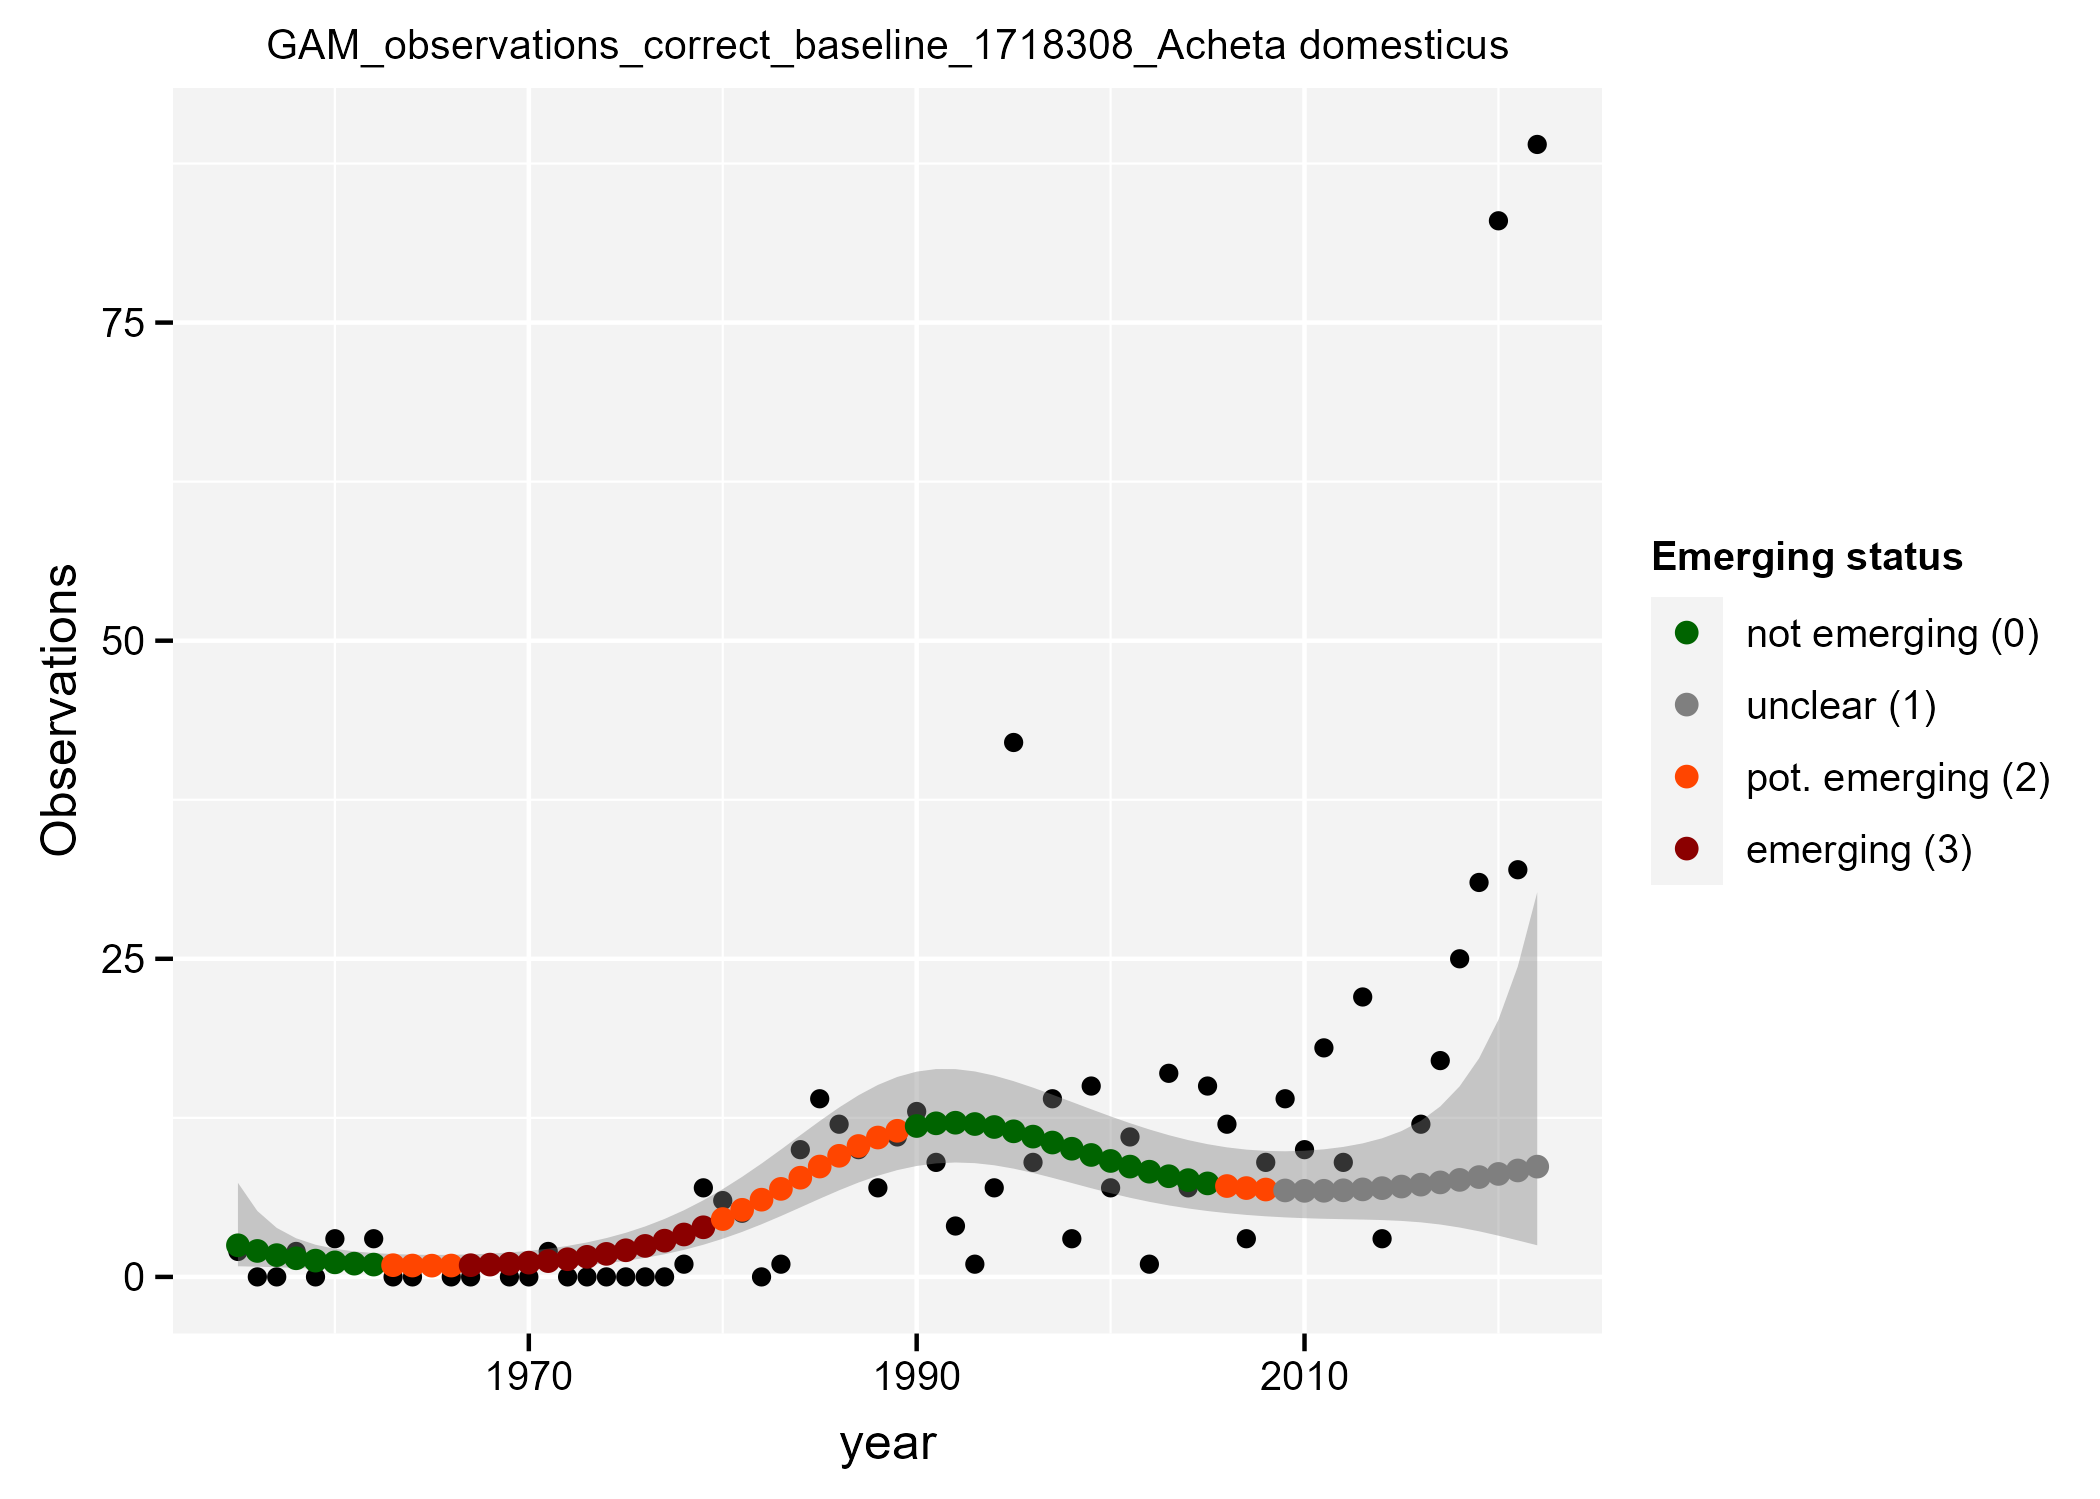 GAM_observations_correct_baseline_1718308_Acheta domesticus
Observations
75
50
25
0
1970
1990
2010
year
Emerging status
not emerging (0)
unclear (1)
pot. emerging (2)
emerging (3)